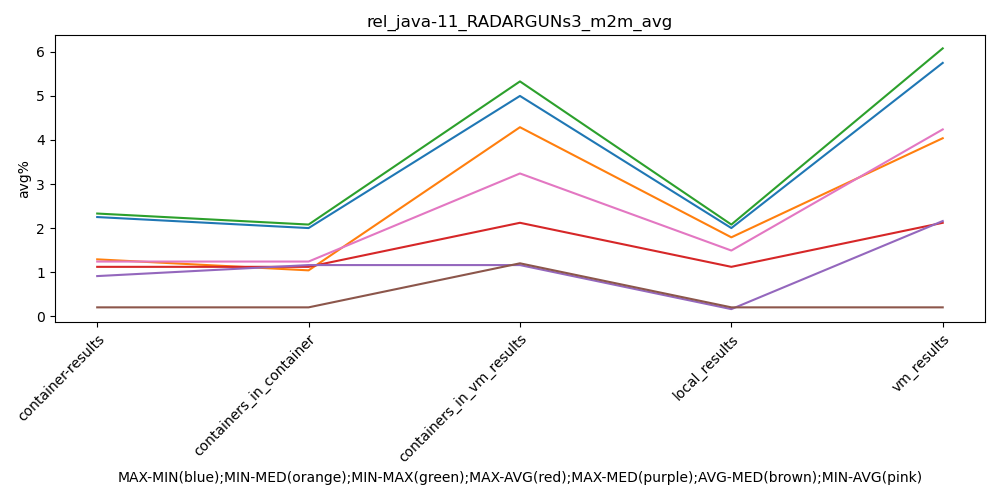 rel_java-11_RADARGUNs3_m2m_avg
avg%
6
5
4
3
2
1
0
container-results
containers_in_container
containers_in_vm_results
local_results
vm_results
MAX-MIN(blue);MIN-MED(orange);MIN-MAX(green);MAX-AVG(red);MAX-MED(purple);AVG-MED(brown);MIN-AVG(pink)